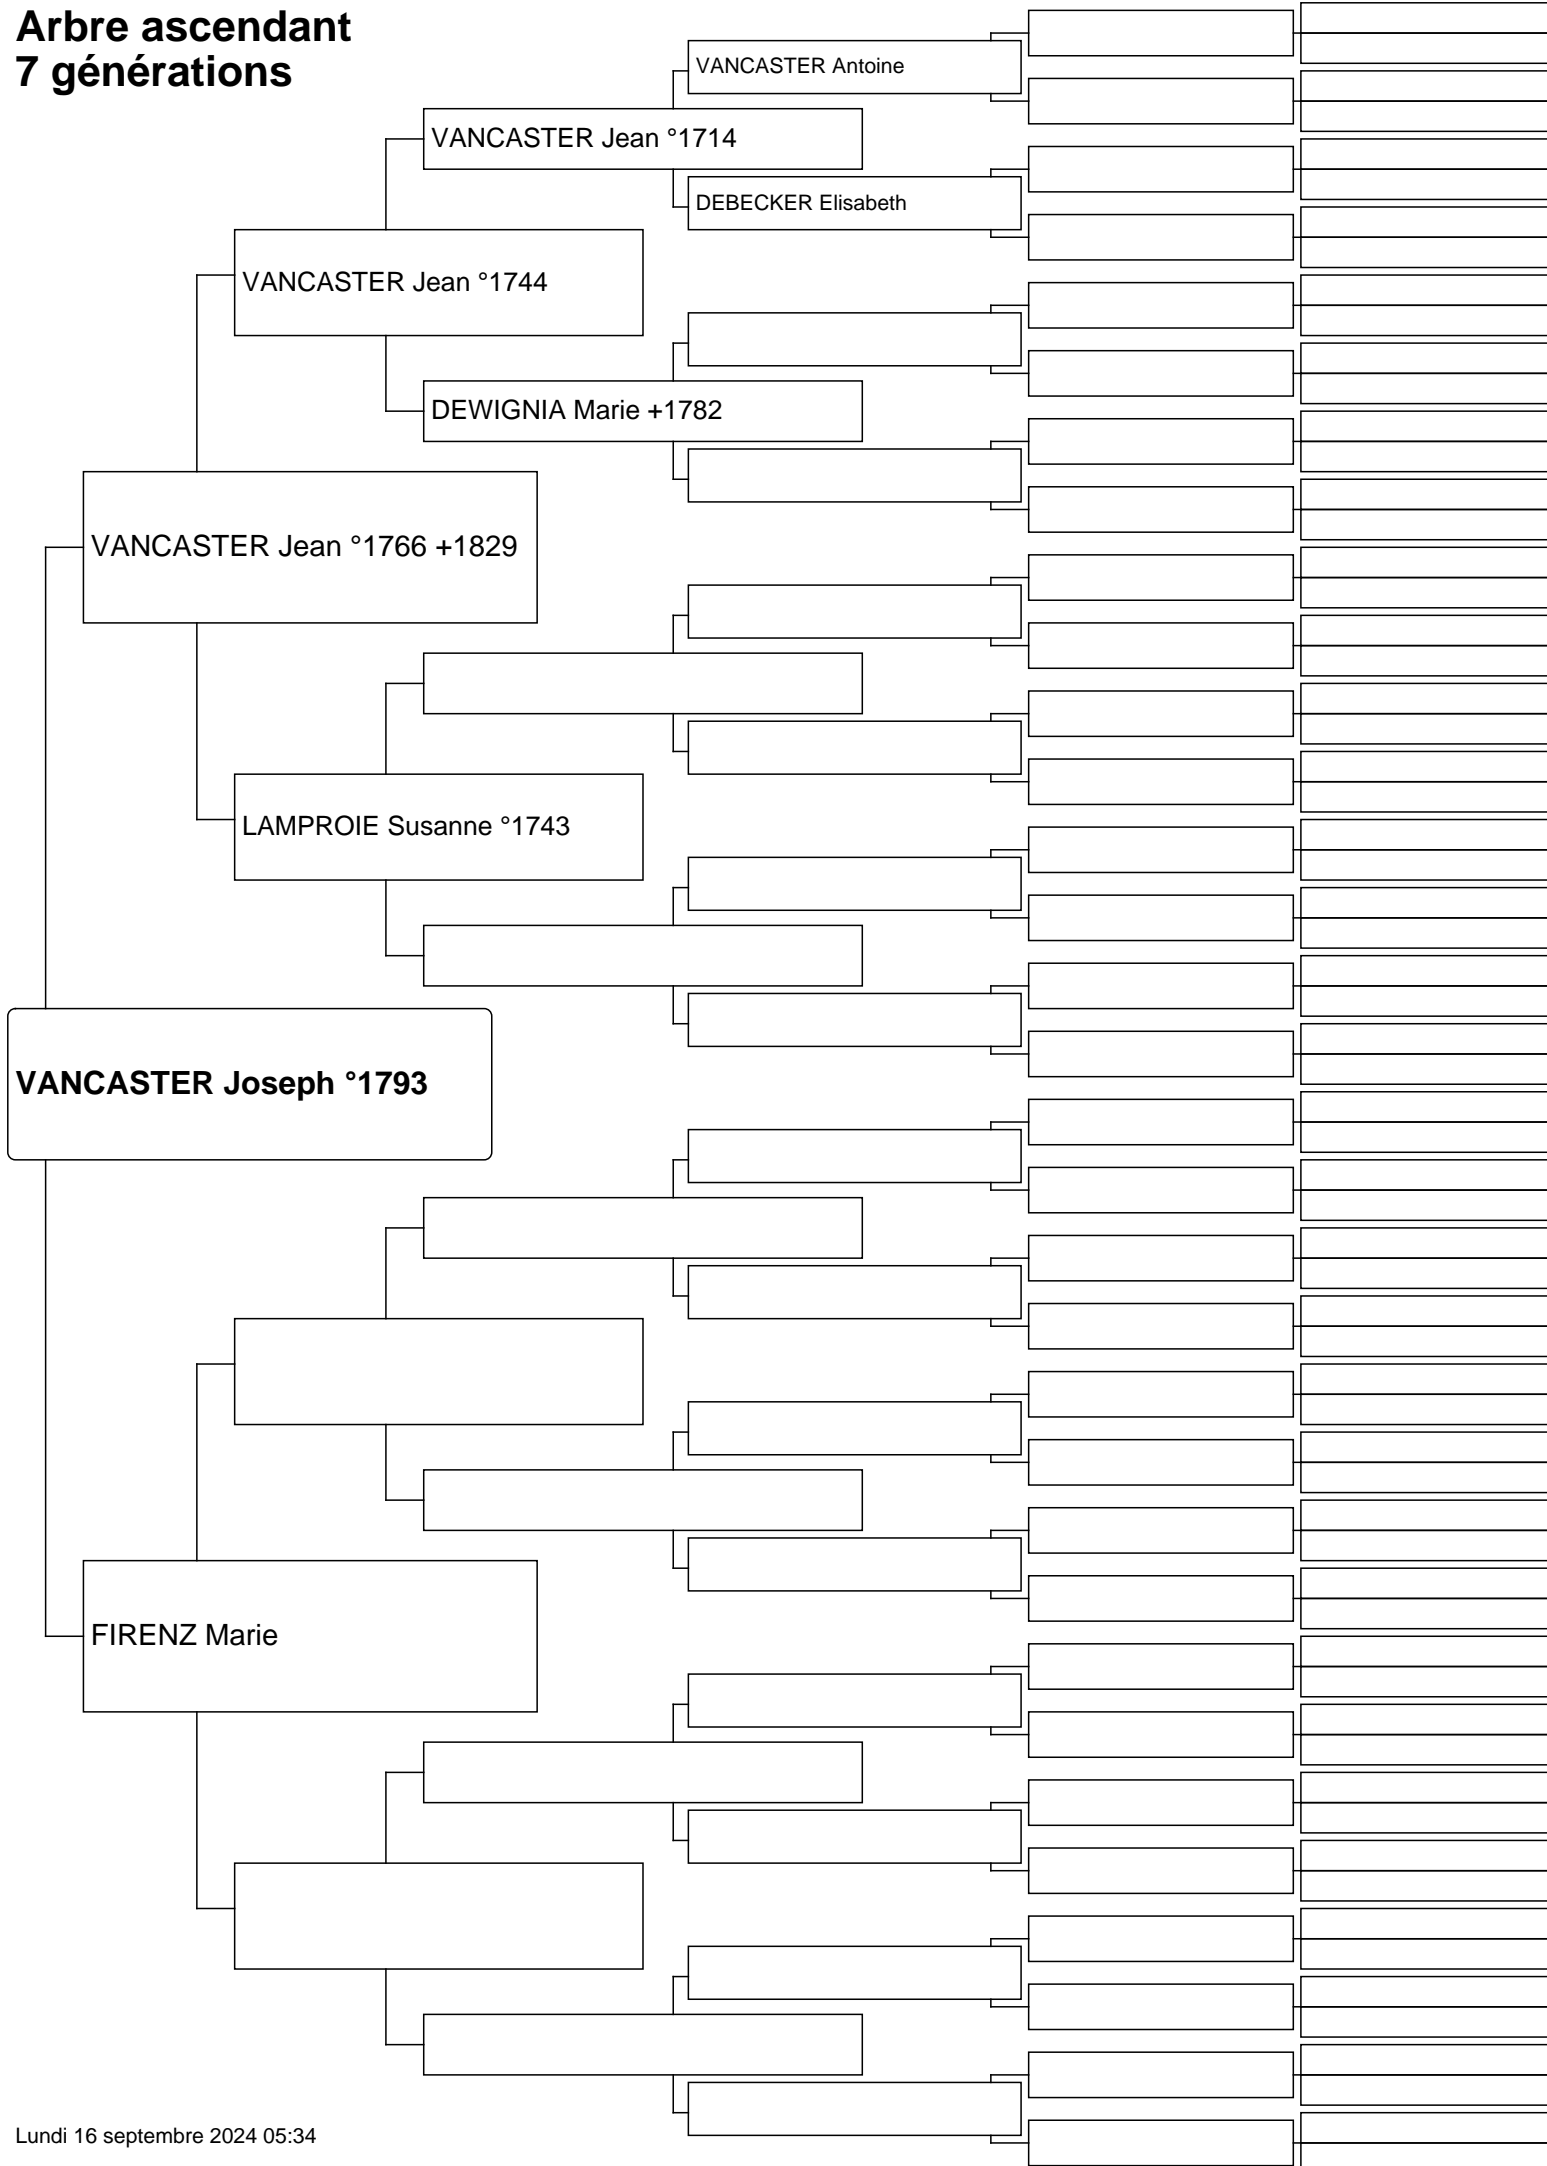 Arbre ascendant
7 générations
VANCASTER Antoine
VANCASTER Jean °1714
DEBECKER Elisabeth
VANCASTER Jean °1744
DEWIGNIA Marie +1782
VANCASTER Jean °1766 +1829
LAMPROIE Susanne °1743
VANCASTER Joseph °1793
FIRENZ Marie
Lundi 16 septembre 2024 05:34